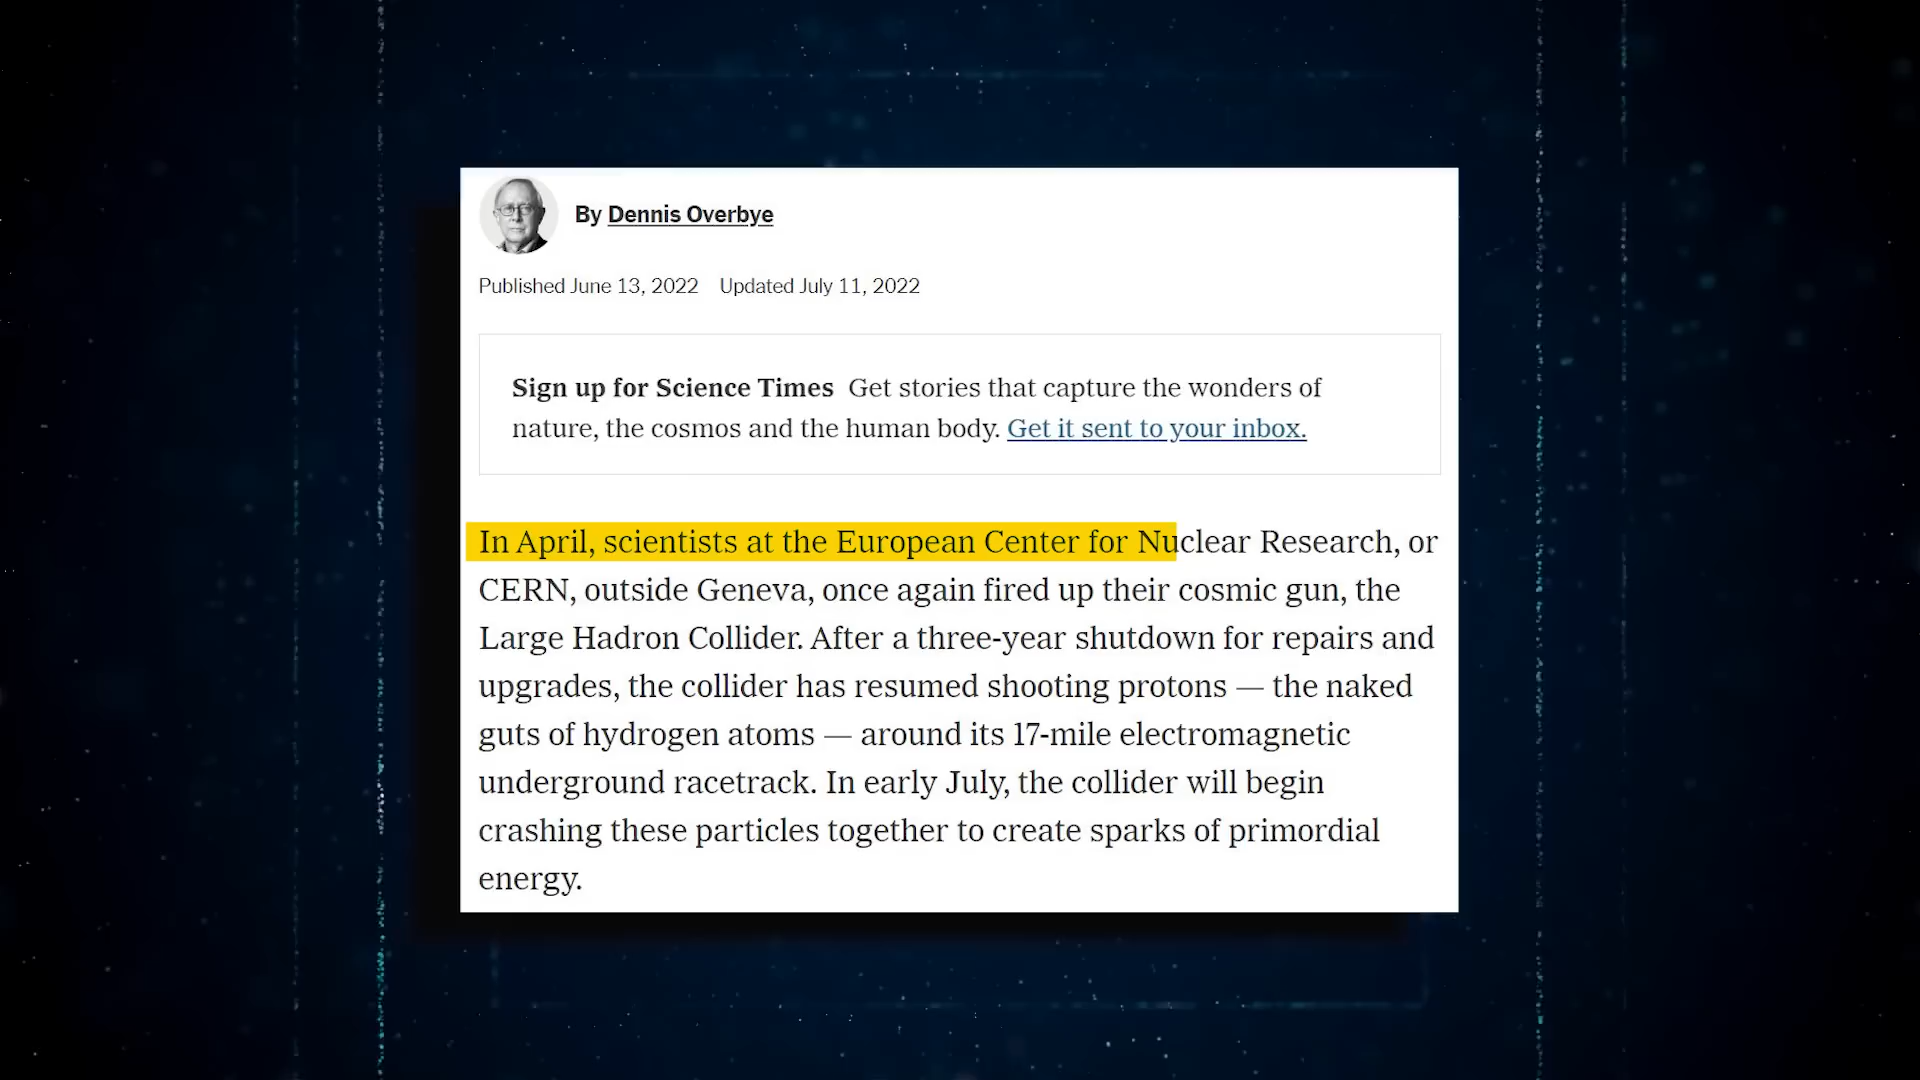 By Dennis Overbye
Published June 13, 2022 Updated July 11, 2022
Sign up for Science Times Get stories that capture the wonders of
nature, the cosmos and the human body. Get it sent to your inbox.
In April, scientists at the European Center for Nuclear Research, or
CERN, outside Geneva, once again fired up their cosmic gun, the
Large Hadron Collider. After a three-year shutdown for repairs and
upgrades, the collider has resumed shooting protons — the naked
guts of hydrogen atoms — around its 17-mile electromagnetic
underground racetrack. In early July, the collider will begin
crashing these particles together to create sparks of primordial
energy.